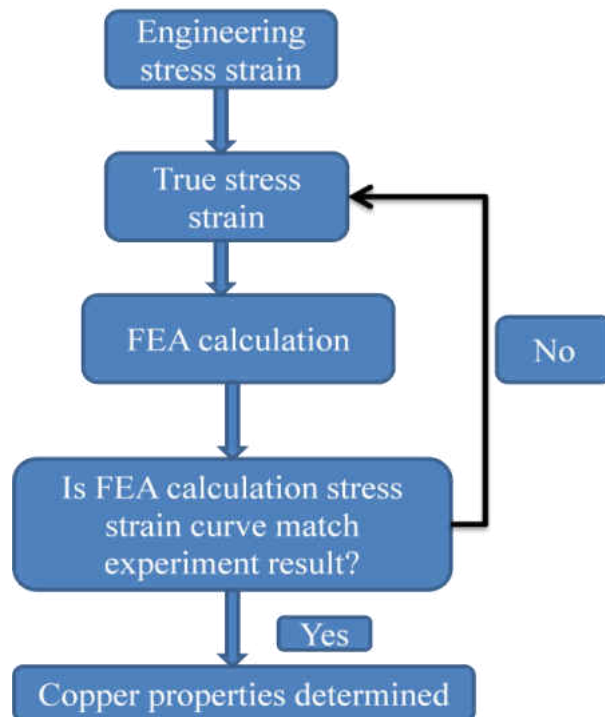 Engineering
stress strain
True stress
strain
FEA calculation
No
Is FEA calculation stress
strain curve match
experiment result?
Yes
Copper properties determined